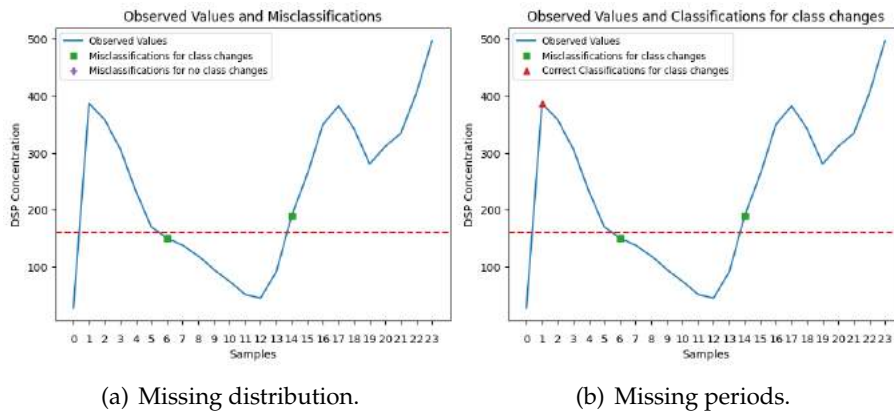 Observed Values and Misclassifications
500
400
300
200
100
DSP Concentration
Observed Values
Misclassifications for class changes
Misclassifications for no class changes
0 1 2 3 4 5 6 7 8 9 10 11 12 13 14 15 16 17 18 19 20 21 22 23
Samples
(a) Missing distribution.
Observed Values and Classifications for class changes
500
400
300
200
100
DSP Concentration
Observed Values
Misclassifications for class changes
Correct Classifications for class changes
0 1 2 3 4 5 6 7 8 9 10 11 12 13 14 15 16 17 18 19 20 21 22 23
Samples
(b) Missing periods.